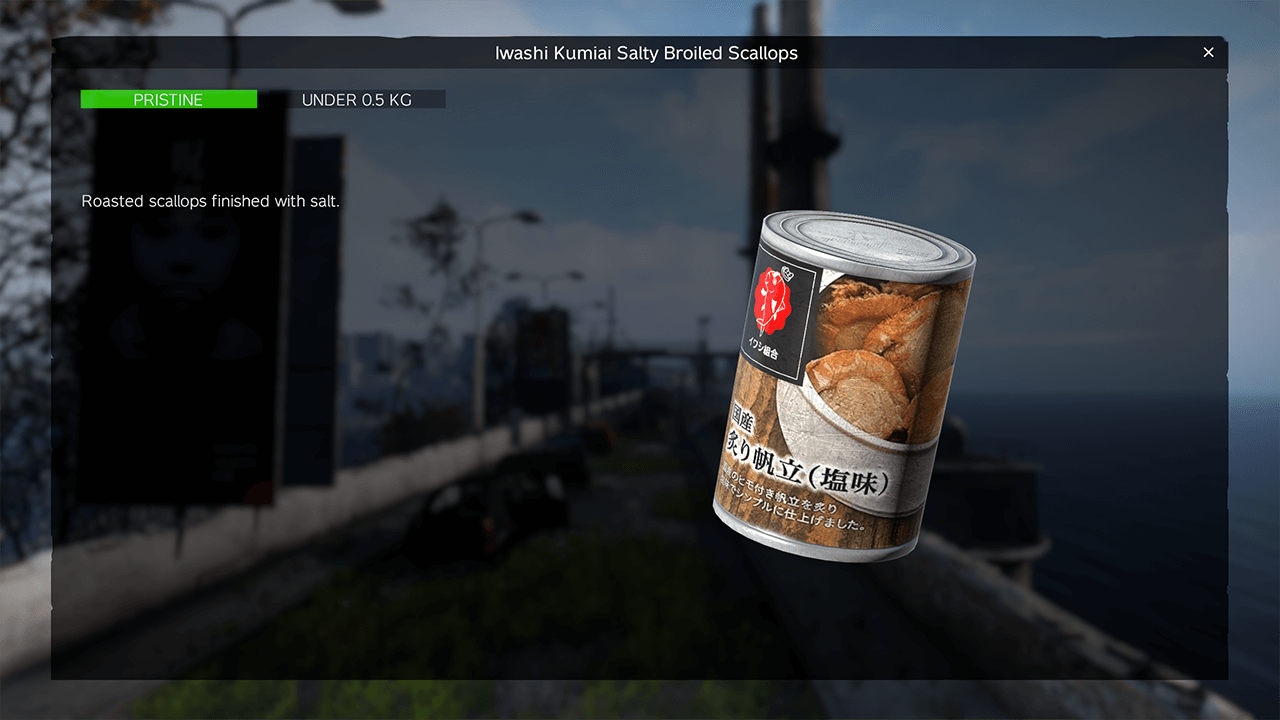 Iwashi Kumiai Salty Broiled Scallops
PRISTINE
UNDER 0.5 KG
Roasted scallops finished with salt.
イワシ組合
国産
炙り帆立(塩味)
のヒモ付き帆立を炙り
でシンプルに仕上げました。